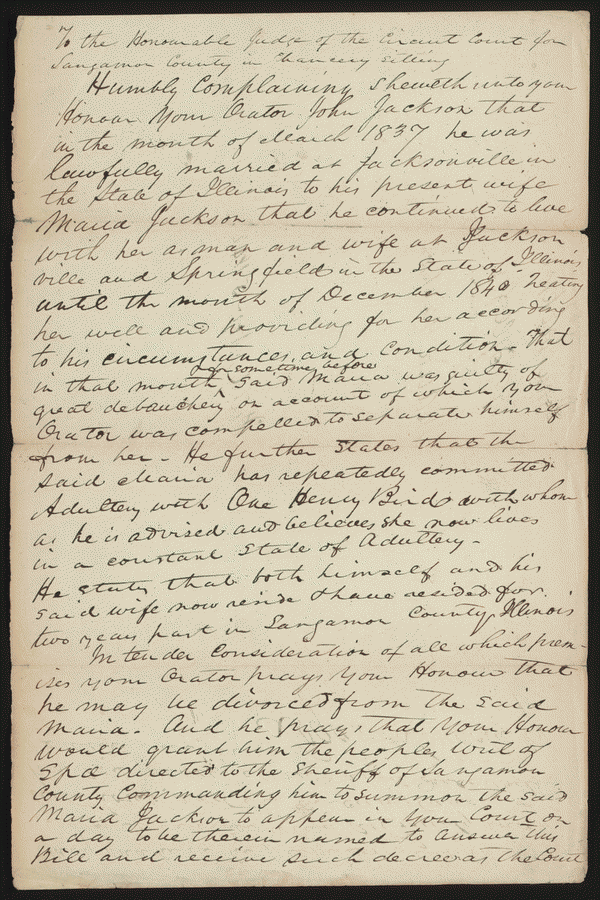 To the Honourable Judge of the Circuit Court for
Sangamon County in Chancery sitting
Humbly Complaining sheweth unto your
Honour Your Orator John Jackson that
in the month of March 1837 he was
lawfully married at Jacksonville in
the State of Illinois to his present wife
Maria Jackson that he continued to live
with her as man and wife at Jackson
ville and Springfield in the State of Illinois
until the month of December 1840 Treating
her well and providing for her according
to his circumstances, and Condition. That
in that month & for sometime before said Maria was guilty of
great debauchery on account of which your
Orator was compelled to separate himself
from her - He further States that the
said Maria has repeatedly committed
Adultery with One Henry Bird with whom
as he is advised and believes she now lives
in a constant State of Adultery -
He states that both himself and his
said wife now reside & have resided for
two years past in Sangamon County Illinois
In tender Consideration of all which prem-
ises your Orator prays Your Honour that
he may be divorced from the said
Maria. And he prays that Your Honour
would grant him the peoples writ of
Spa directed to the Sheriff of Sangamon
County Commanding him to summon the said
Maria Jackson to appear in your Court on
a day to be therein named to answer this
Bill and receive such decree as the Court